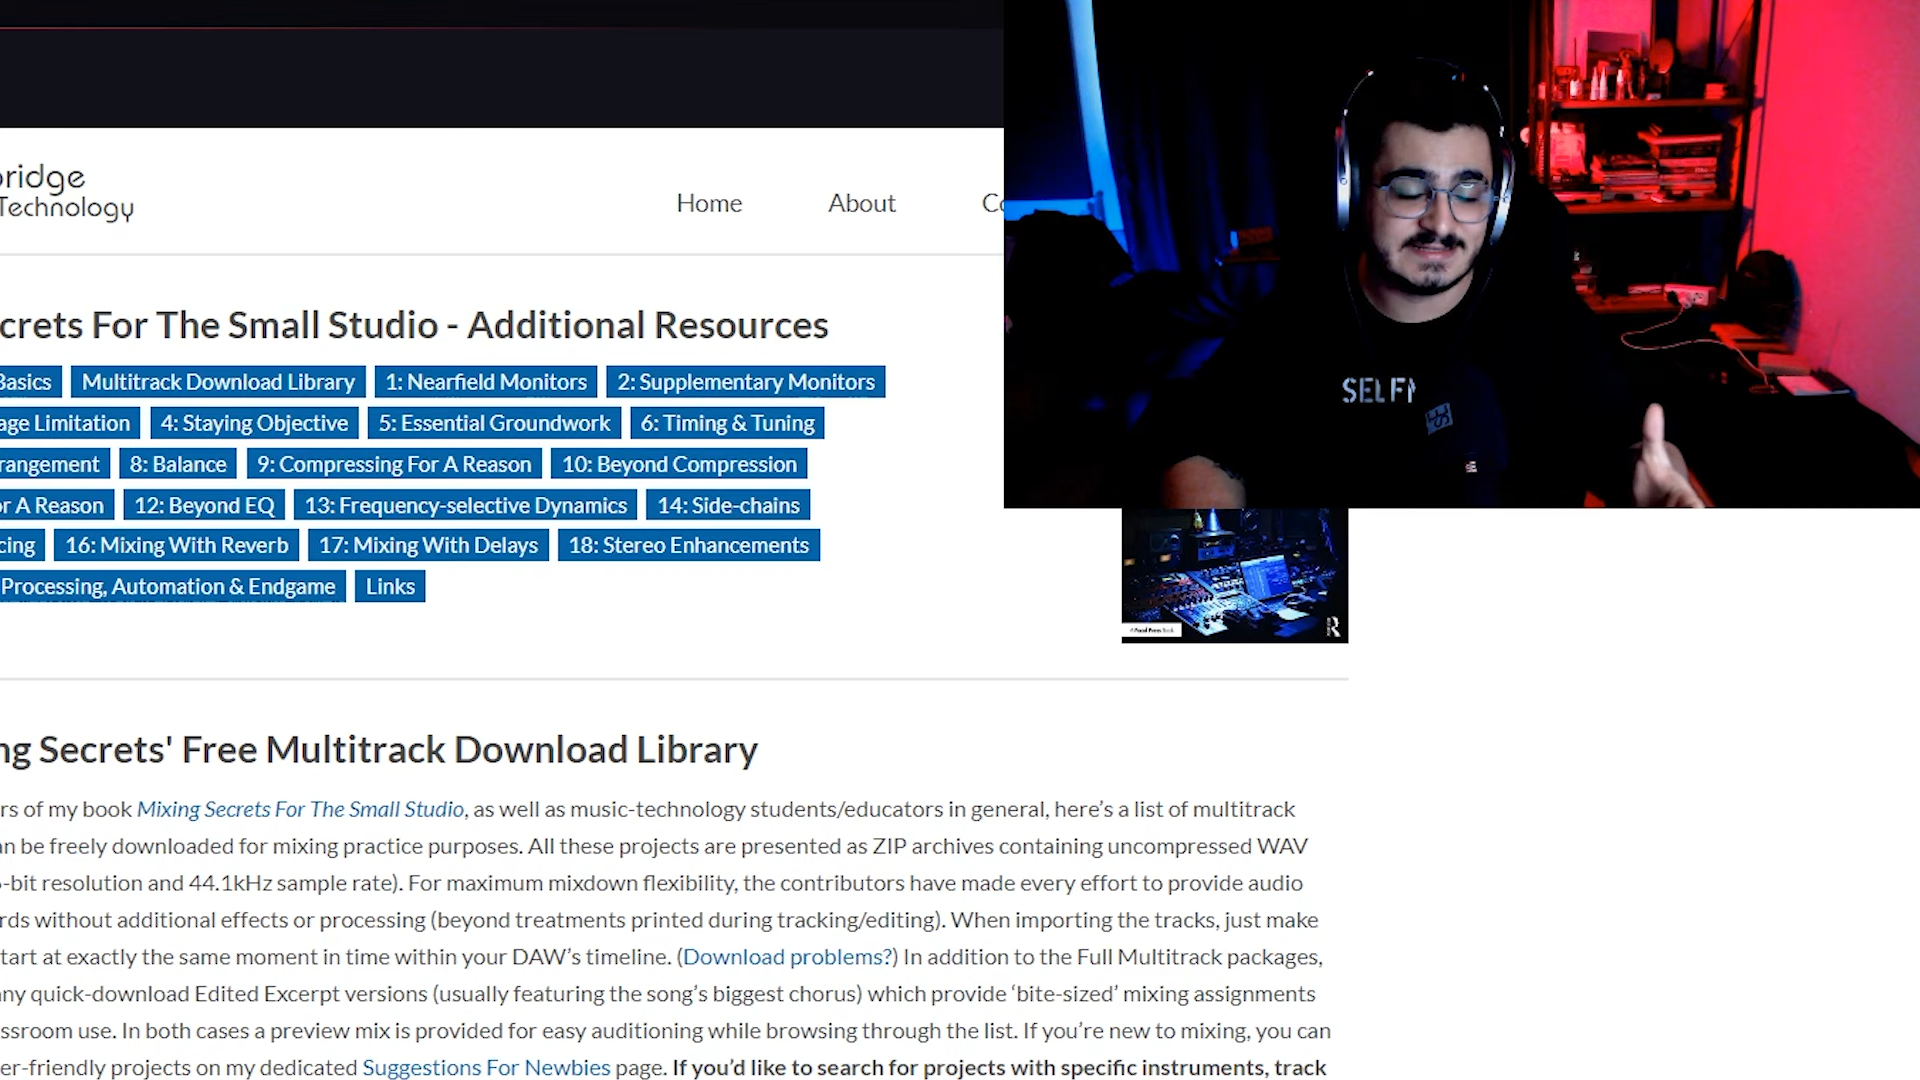 ridge
Technology
Home
About
crets For The Small Studio - Additional Resources
Basics
Multitrack Download Library
1: Nearfield Monitors
2: Supplementary Monitors
age Limitation
4: Staying Objective
5: Essential Groundwork
6: Timing & Tuning
rangement
8: Balance
9: Compressing For A Reason
10: Beyond Compression
or A Reason
12: Beyond EQ
13: Frequency-selective Dynamics
14: Side-chains
cing
16: Mixing With Reverb
17: Mixing With Delays
18: Stereo Enhancements
Processing, Automation & Endgame
Links
SELF
ng Secrets' Free Multitrack Download Library
rs of my book Mixing Secrets For The Small Studio, as well as music-technology students/educators in general, here’s a list of multitrack
an be freely downloaded for mixing practice purposes. All these projects are presented as ZIP archives containing uncompressed WAV
-bit resolution and 44.1kHz sample rate). For maximum mixdown flexibility, the contributors have made every effort to provide audio
rds without additional effects or processing (beyond treatments printed during tracking/editing). When importing the tracks, just make
tart at exactly the same moment in time within your DAW’s timeline. (Download problems?) In addition to the Full Multitrack packages,
ny quick-download Edited Excerpt versions (usually featuring the song’s biggest chorus) which provide ‘bite-sized’ mixing assignments
ssroom use. In both cases a preview mix is provided for easy auditioning while browsing through the list. If you’re new to mixing, you can
er-friendly projects on my dedicated Suggestions For Newbies page. If you’d like to search for projects with specific instruments, track